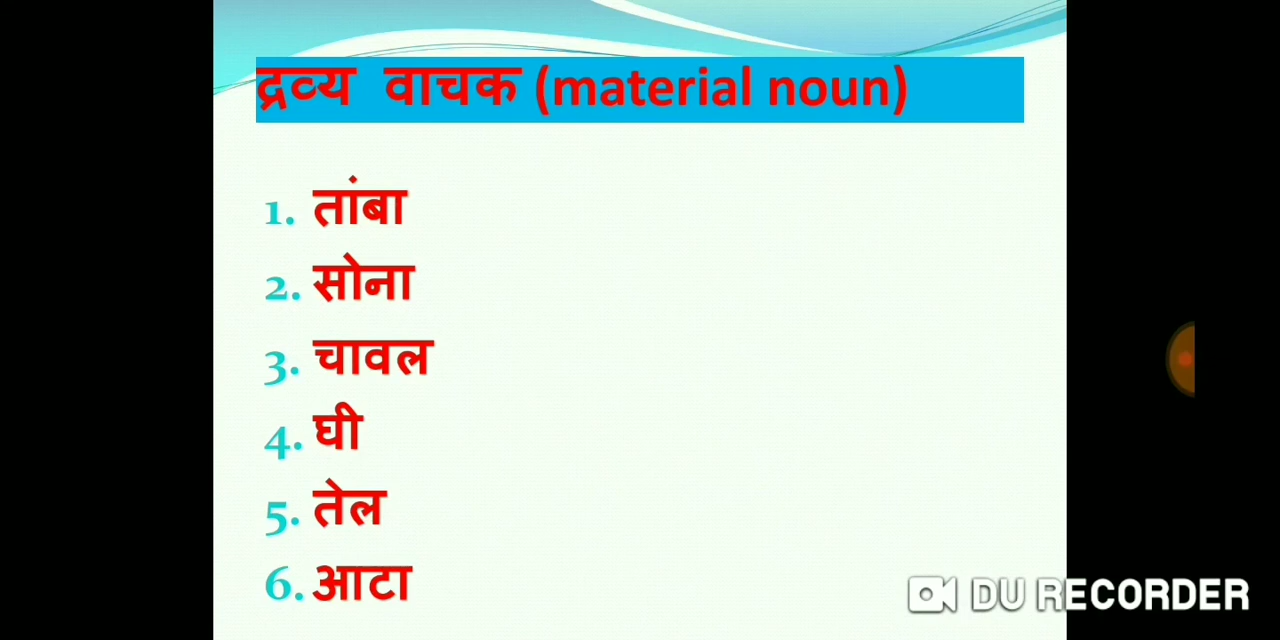 द्रव्य वाचक (material noun)
1. तांबा
2. सोना
3. चावल
4. घी
5. तेल
6. आटा
DU RECORDER